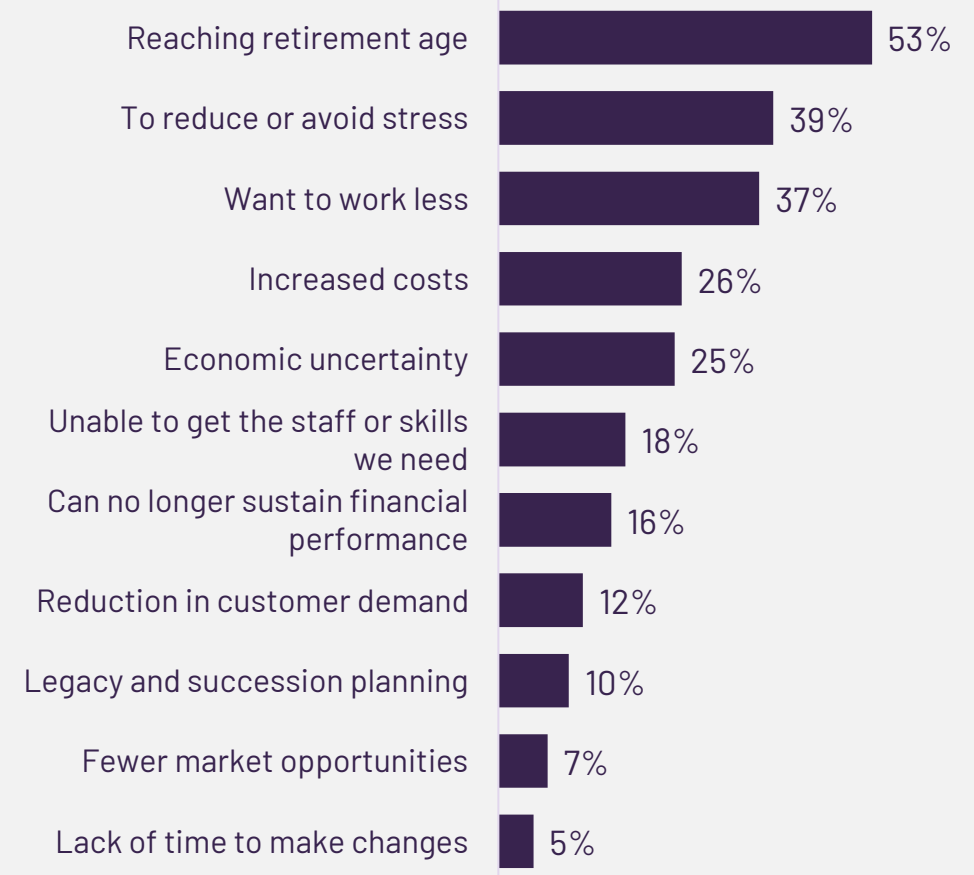 Reaching retirement age 53%
To reduce or avoid stress 39%
Want to work less 37%
Increased costs 26%
Economic uncertainty 25%
Unable to get the staff or skills
we need 18%
Can no longer sustain financial
performance 16%
Reduction in customer demand 12%
Legacy and succession planning 10%
Fewer market opportunities 7%
Lack of time to make changes 5%